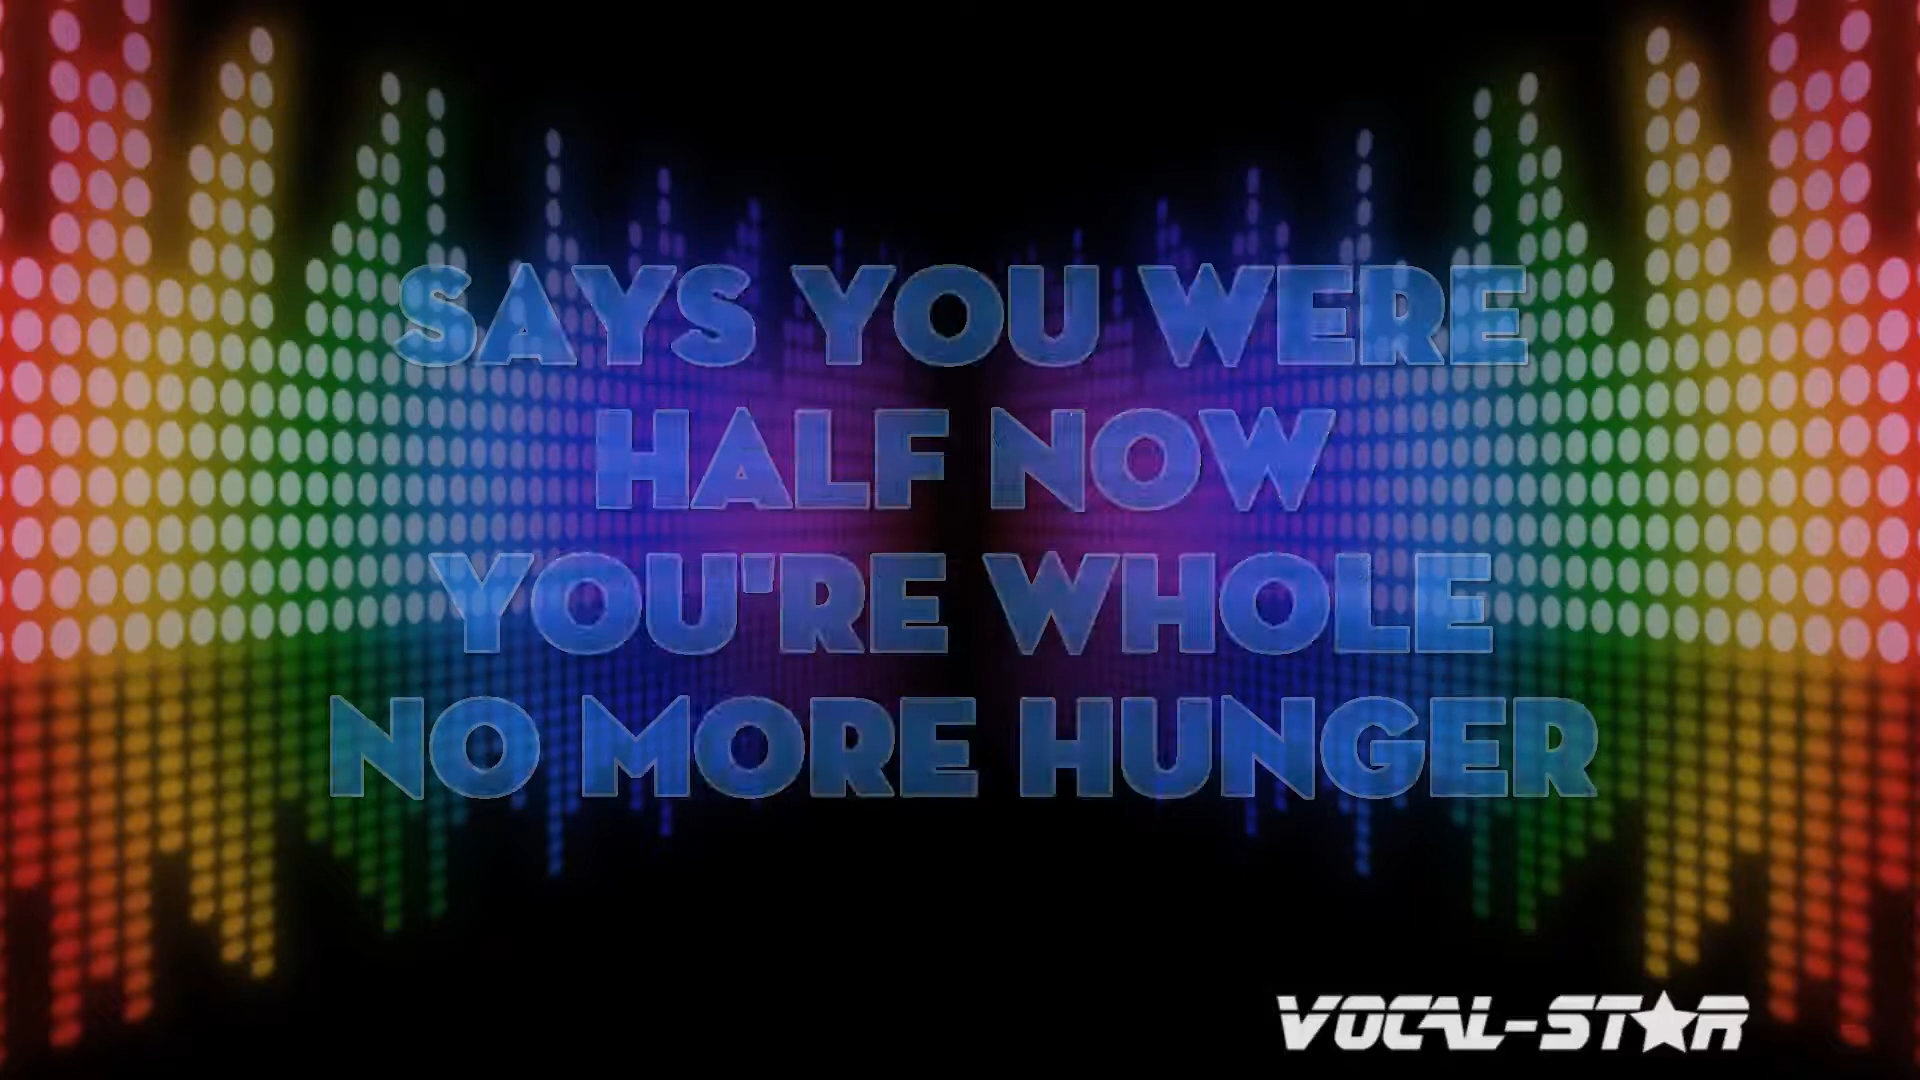 SAYS YOU WERE
HALF NOW
YOU'RE WHOLE
NO MORE HUNGER
VOCAL-STAR